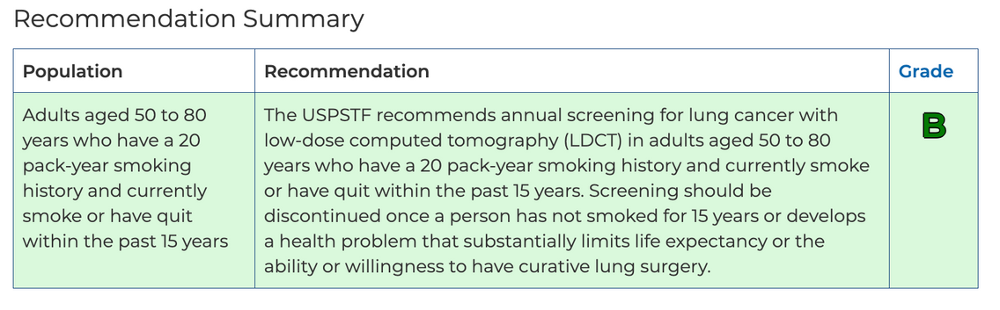 Recommendation Summary
Population
Recommendation
Grade
Adults aged 50 to 80
years who have a 20
pack-year smoking
history and currently
smoke or have quit
within the past 15 years
The USPSTF recommends annual screening for lung cancer with
low-dose computed tomography (LDCT) in adults aged 50 to 80
years who have a 20 pack-year smoking history and currently smoke
or have quit within the past 15 years. Screening should be
discontinued once a person has not smoked for 15 years or develops
a health problem that substantially limits life expectancy or the
ability or willingness to have curative lung surgery.
B